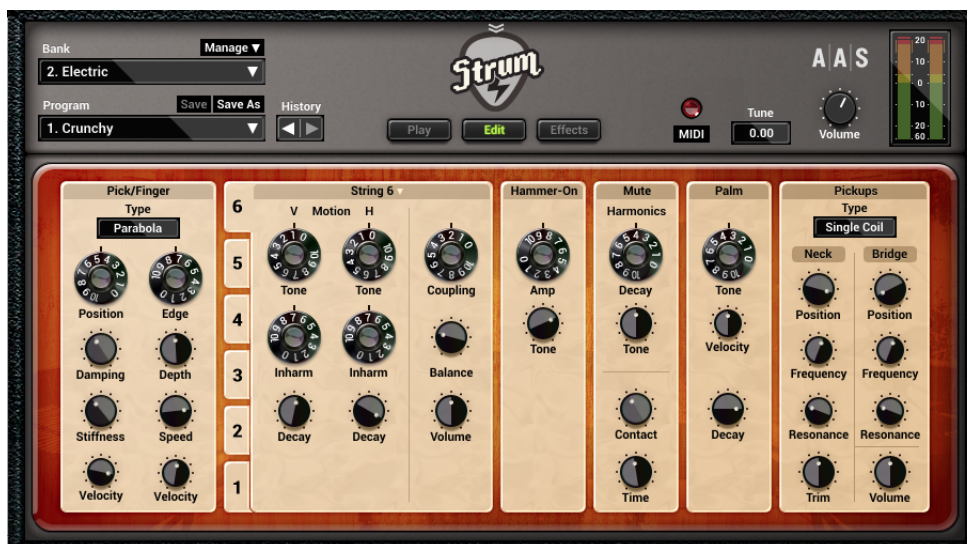 Bank
Manage ▼
2. Electric
Program
Save
Save As
1. Crunchy
History
Strum
Play
Edit
Effects
MIDI
Tune
0.00
A|A|S
Volume
20
10
0
10
20
60
Pick/Finger
Type
Parabola
Position
Edge
Damping
Depth
Stiffness
Speed
Velocity
Velocity
6
5
4
3
2
1
String 6
V Motion H
Tone
Tone
Coupling
Inharm
Inharm
Balance
Decay
Decay
Volume
Hammer-On
Amp
Tone
Mute
Harmonics
Decay
Tone
Contact
Time
Palm
Tone
Velocity
Decay
Pickups
Type
Single Coil
Neck
Bridge
Position
Position
Frequency
Frequency
Resonance
Resonance
Trim
Volume